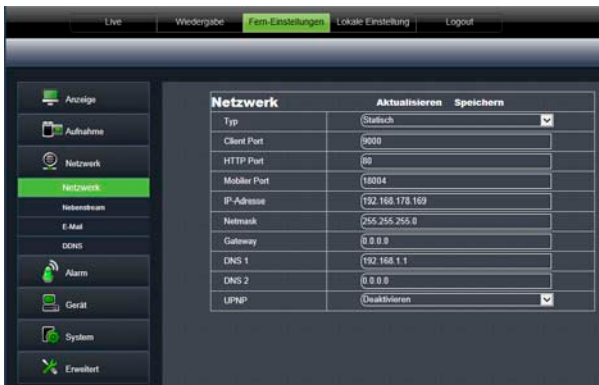 Live Wiedergabe Fern-Einstellungen Lokale Einstellung Logout
Anzeige
Aufnahme
Netzwerk
Netzwerk
Nebenstream
E-Mail
DDNS
Alarm
Gerät
System
Erweitert
Netzwerk Aktualisieren Speichern
Typ Statisch
Client Port 9000
HTTP Port 80
Mobiler Port 18004
IP-Adresse 192.168.178.169
Netmask 255.255.255.0
Gateway 0.0.0.0
DNS 1 192.168.1.1
DNS 2 0.0.0.0
UPNP Deaktivieren